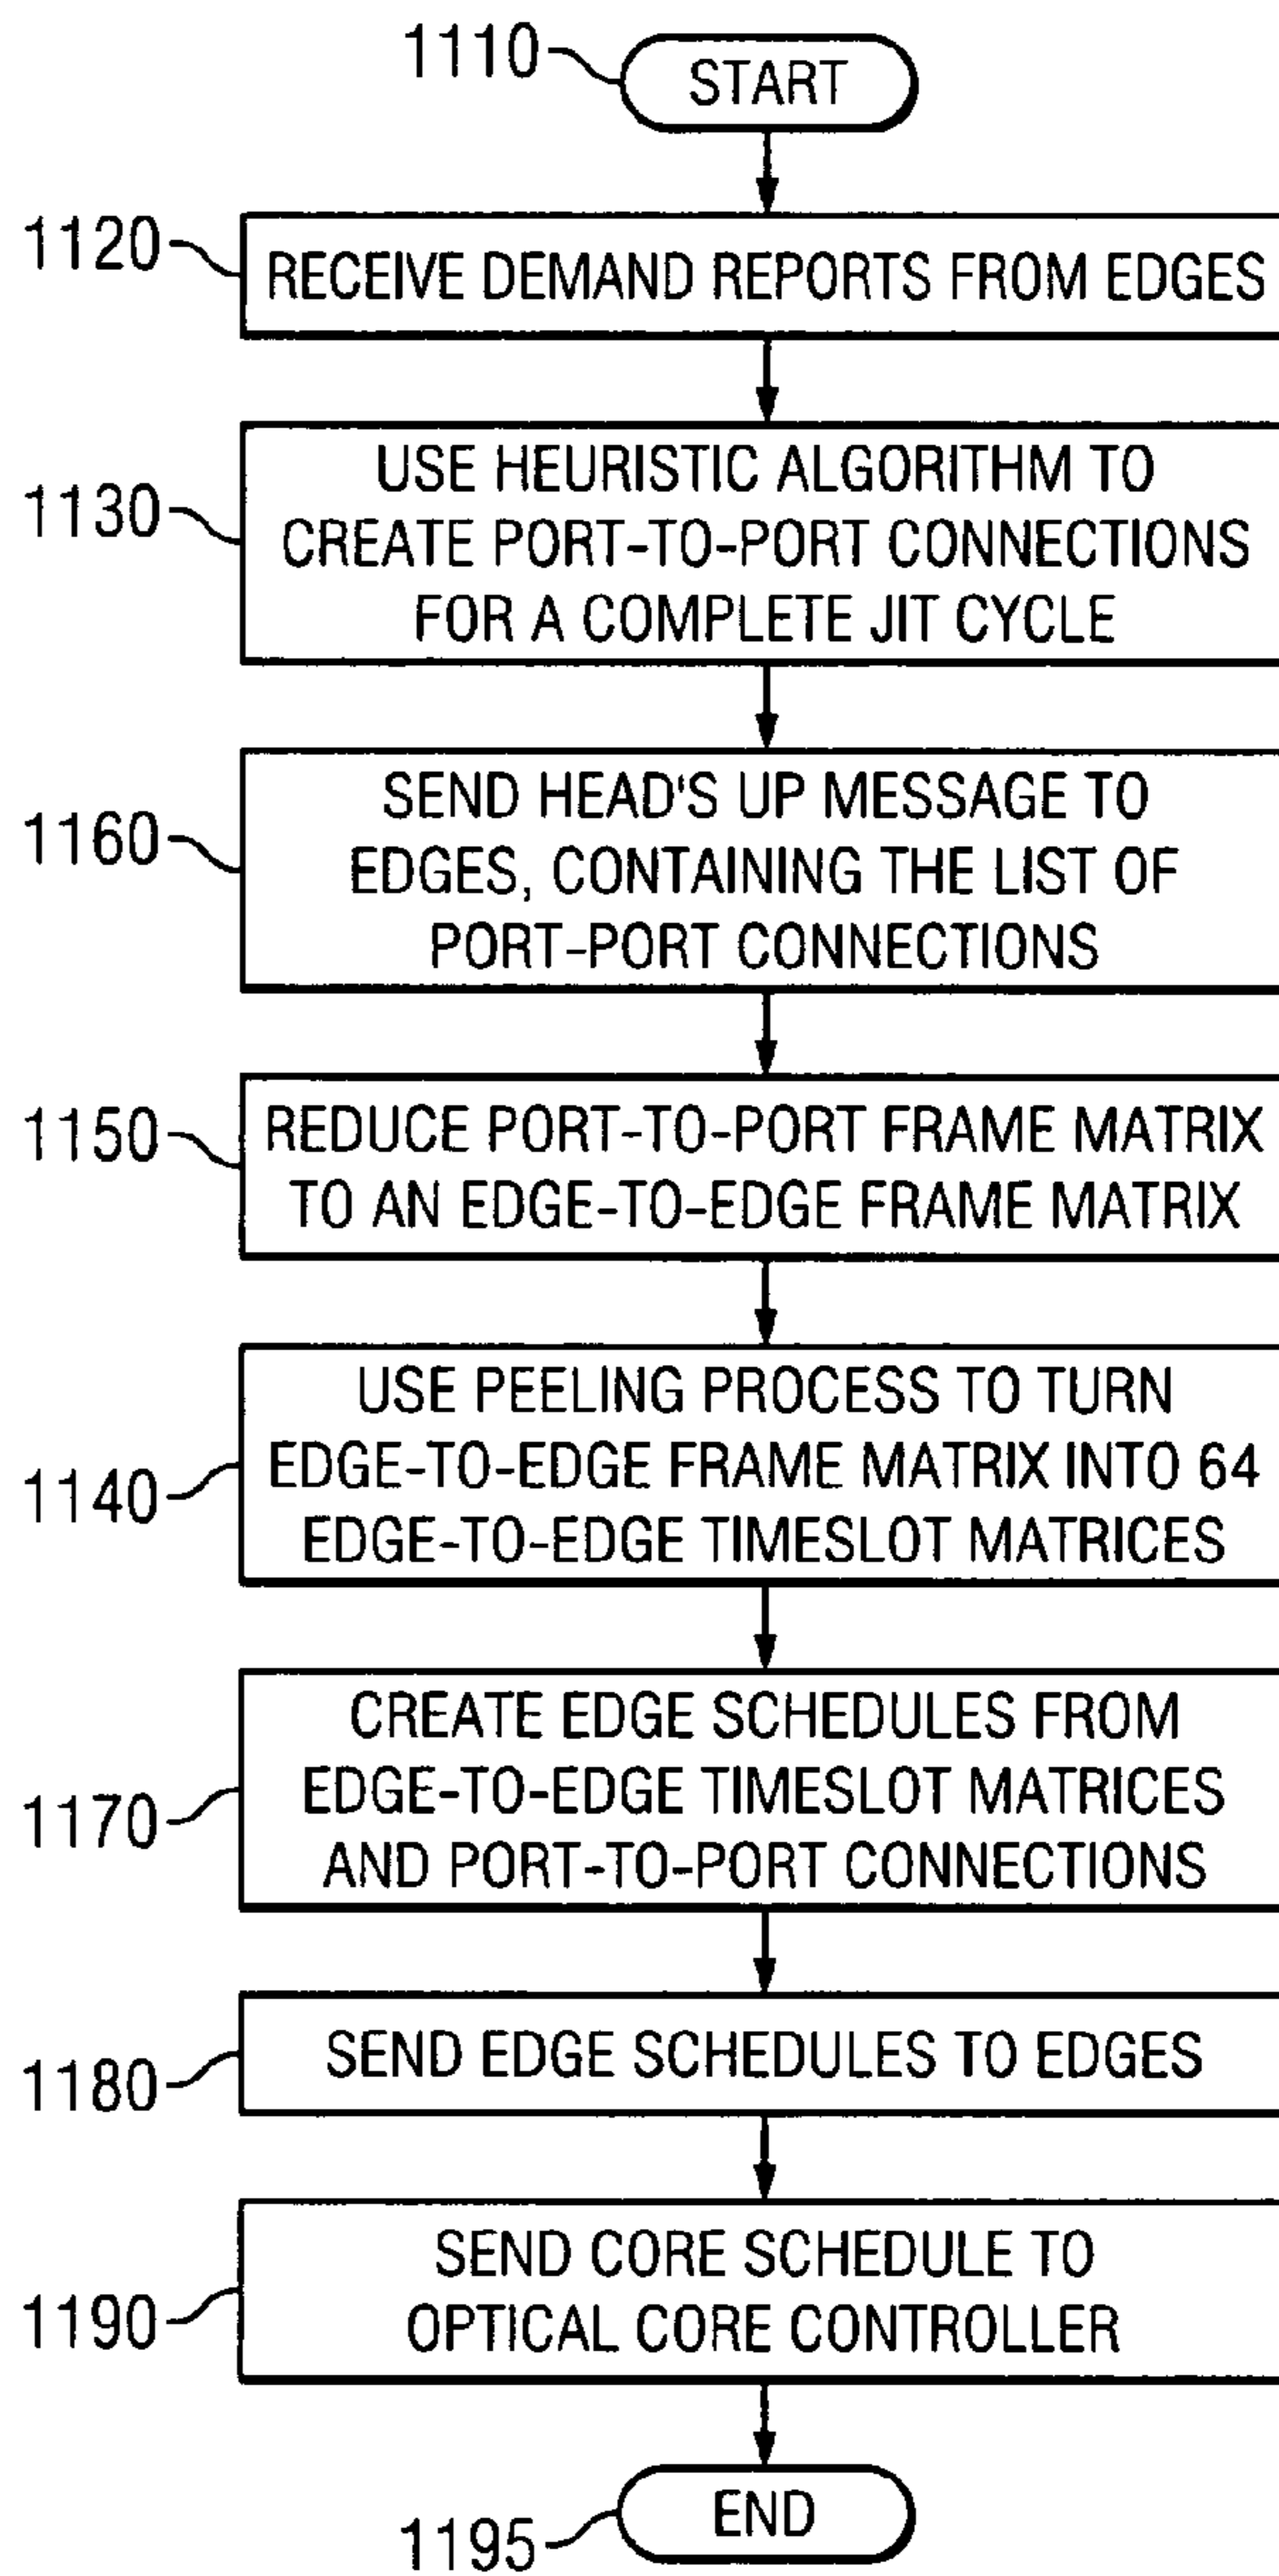 1110
START
1120
RECEIVE DEMAND REPORTS FROM EDGES
1130
USE HEURISTIC ALGORITHM TO
CREATE PORT-TO-PORT CONNECTIONS
FOR A COMPLETE JIT CYCLE
1160
SEND HEAD'S UP MESSAGE TO
EDGES, CONTAINING THE LIST OF
PORT-PORT CONNECTIONS
1150
REDUCE PORT-TO-PORT FRAME MATRIX
TO AN EDGE-TO-EDGE FRAME MATRIX
1140
USE PEELING PROCESS TO TURN
EDGE-TO-EDGE FRAME MATRIX INTO 64
EDGE-TO-EDGE TIMESLOT MATRICES
1170
CREATE EDGE SCHEDULES FROM
EDGE-TO-EDGE TIMESLOT MATRICES
AND PORT-TO-PORT CONNECTIONS
1180
SEND EDGE SCHEDULES TO EDGES
1190
SEND CORE SCHEDULE TO
OPTICAL CORE CONTROLLER
1195
END